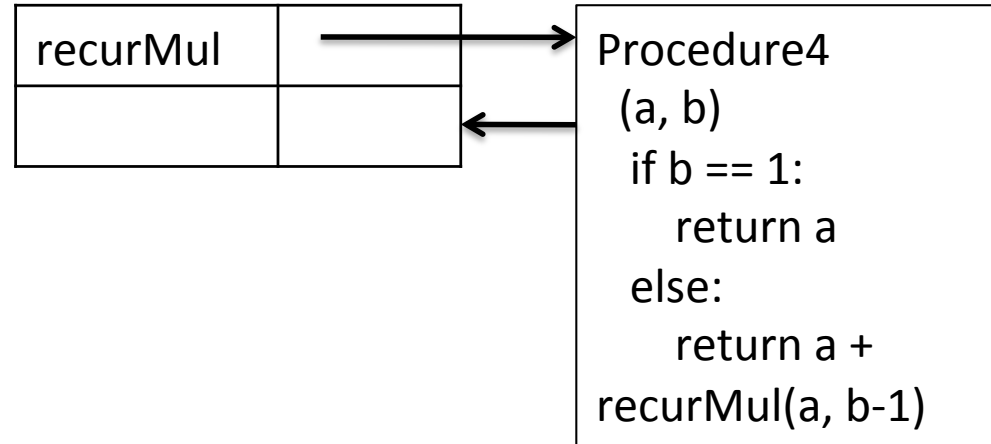 recurMul
Procedure4
(a, b)
if b == 1:
return a
else:
return a +
recurMul(a, b-1)